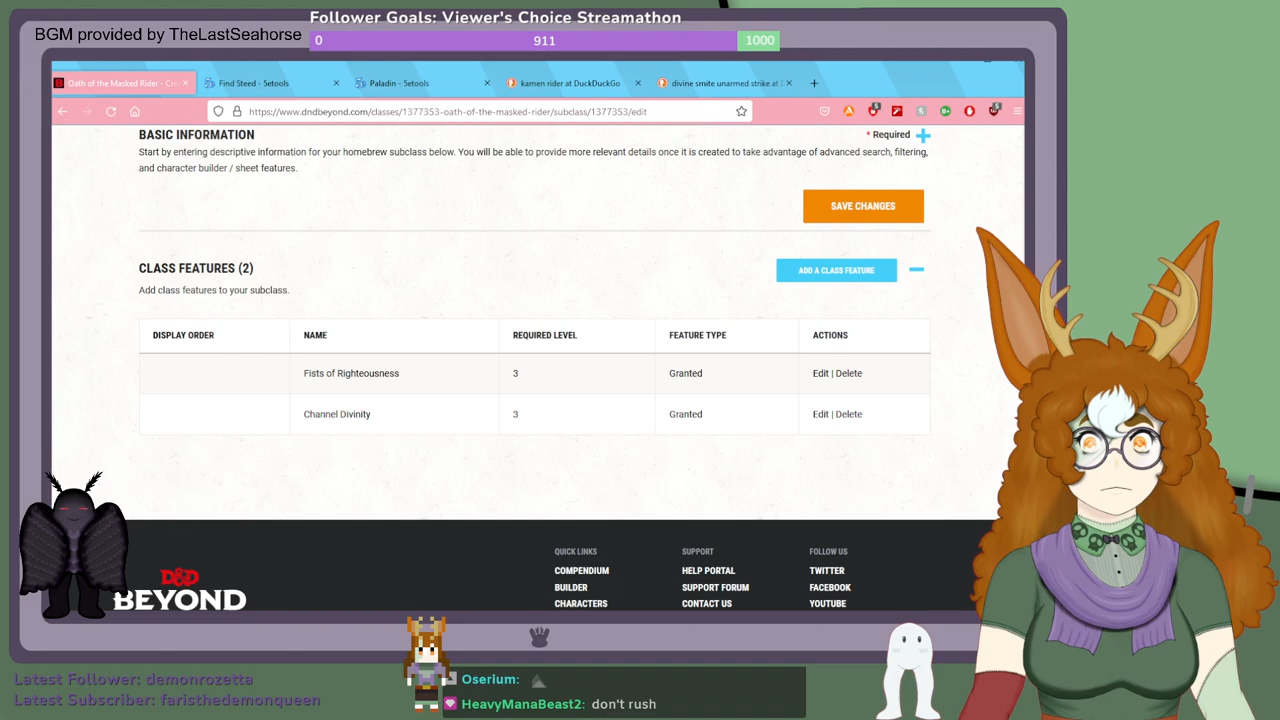 Follower Goals: Viewer's Choice Streamathon
BGM provided by TheLastSeahorse
0 911 1000
Oath of the Masked Rider - Cre
Find Steed - 5etools
Paladin - 5etools
kamen rider at DuckDuckGo
divine smite unarmed strike at D
https://www.dndbeyond.com/classes/1377353-oath-of-the-masked-rider/subclass/1377353/edit
BASIC INFORMATION
* Required
Start by entering descriptive information for your homebrew subclass below. You will be able to provide more relevant details once it is created to take advantage of advanced search, filtering,
and character builder / sheet features.
SAVE CHANGES
CLASS FEATURES (2)
ADD A CLASS FEATURE
Add class features to your subclass.
DISPLAY ORDER NAME REQUIRED LEVEL FEATURE TYPE ACTIONS
Fists of Righteousness 3 Granted Edit | Delete
Channel Divinity 3 Granted Edit | Delete
D&D
BEYOND
QUICK LINKS
COMPENDIUM
BUILDER
CHARACTERS
SUPPORT
HELP PORTAL
SUPPORT FORUM
CONTACT US
FOLLOW US
TWITTER
FACEBOOK
YOUTUBE
Latest Follower: demonrozetta
Latest Subscriber: faristhedemonqueen
Oserium:
HeavyManaBeast2: don't rush